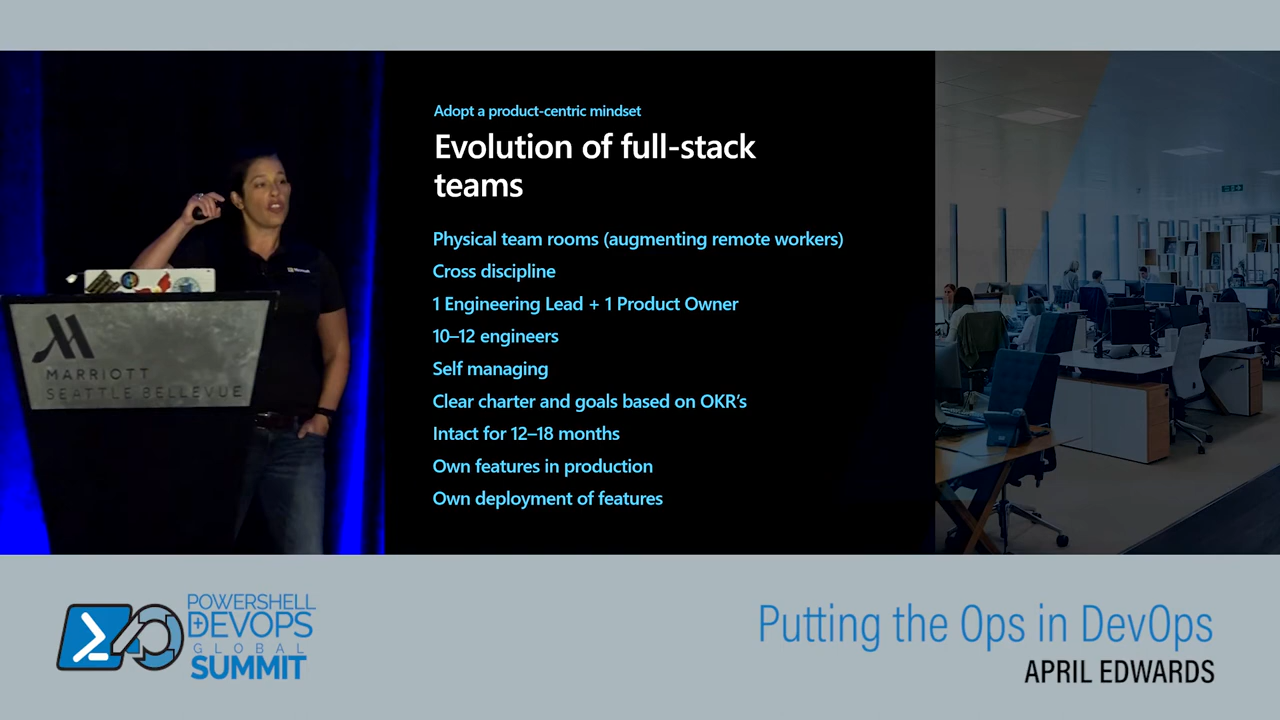 Adopt a product-centric mindset
Evolution of full-stack
teams
Physical team rooms (augmenting remote workers)
Cross discipline
1 Engineering Lead + 1 Product Owner
10–12 engineers
Self managing
Clear charter and goals based on OKR's
Intact for 12–18 months
Own features in production
Own deployment of features
MARRIOTT
SEATTLE BELLEVUE
POWERSHELL
+DEVOPS
GLOBAL
SUMMIT
Putting the Ops in DevOps
APRIL EDWARDS